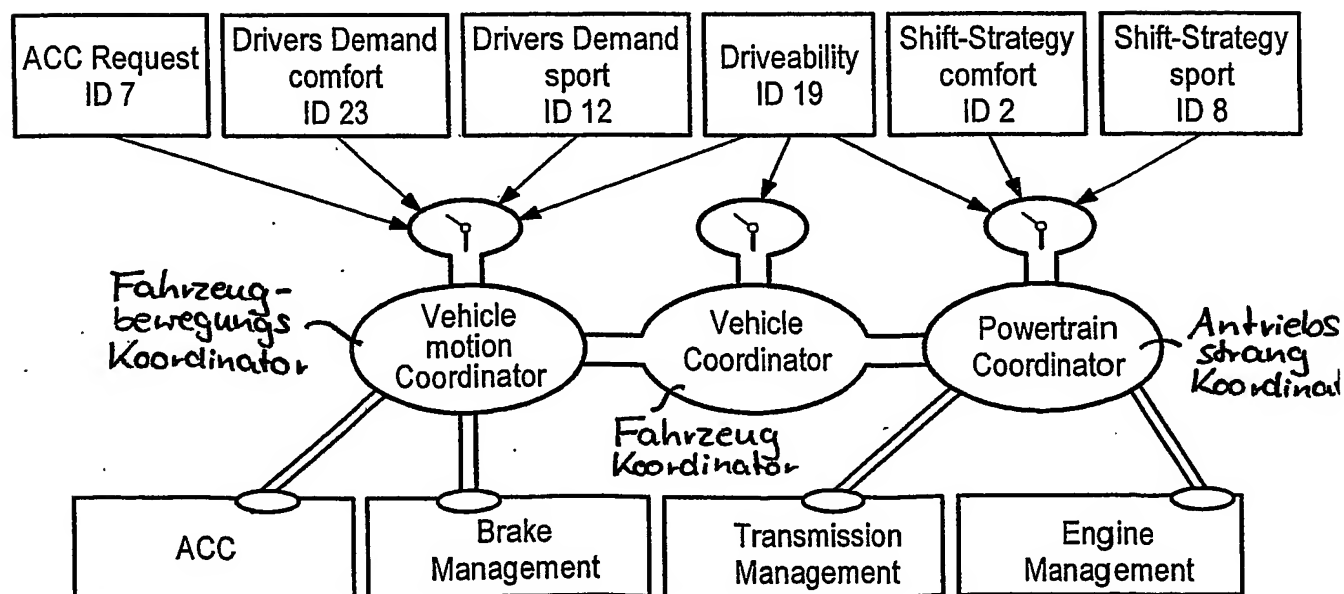 ACC Request
ID 7
Drivers Demand
comfort
ID 23
Drivers Demand
sport
ID 12
Driveability
ID 19
Shift-Strategy
comfort
ID 2
Shift-Strategy
sport
ID 8
Fahrzeug-
bewegungs
Koordinator
Vehicle
motion
Coordinator
Vehicle
Coordinator
Powertrain
Coordinator
Antriebs
strang
Koordinat
Fahrzeug
Koordinator
ACC
Brake
Management
Transmission
Management
Engine
Management